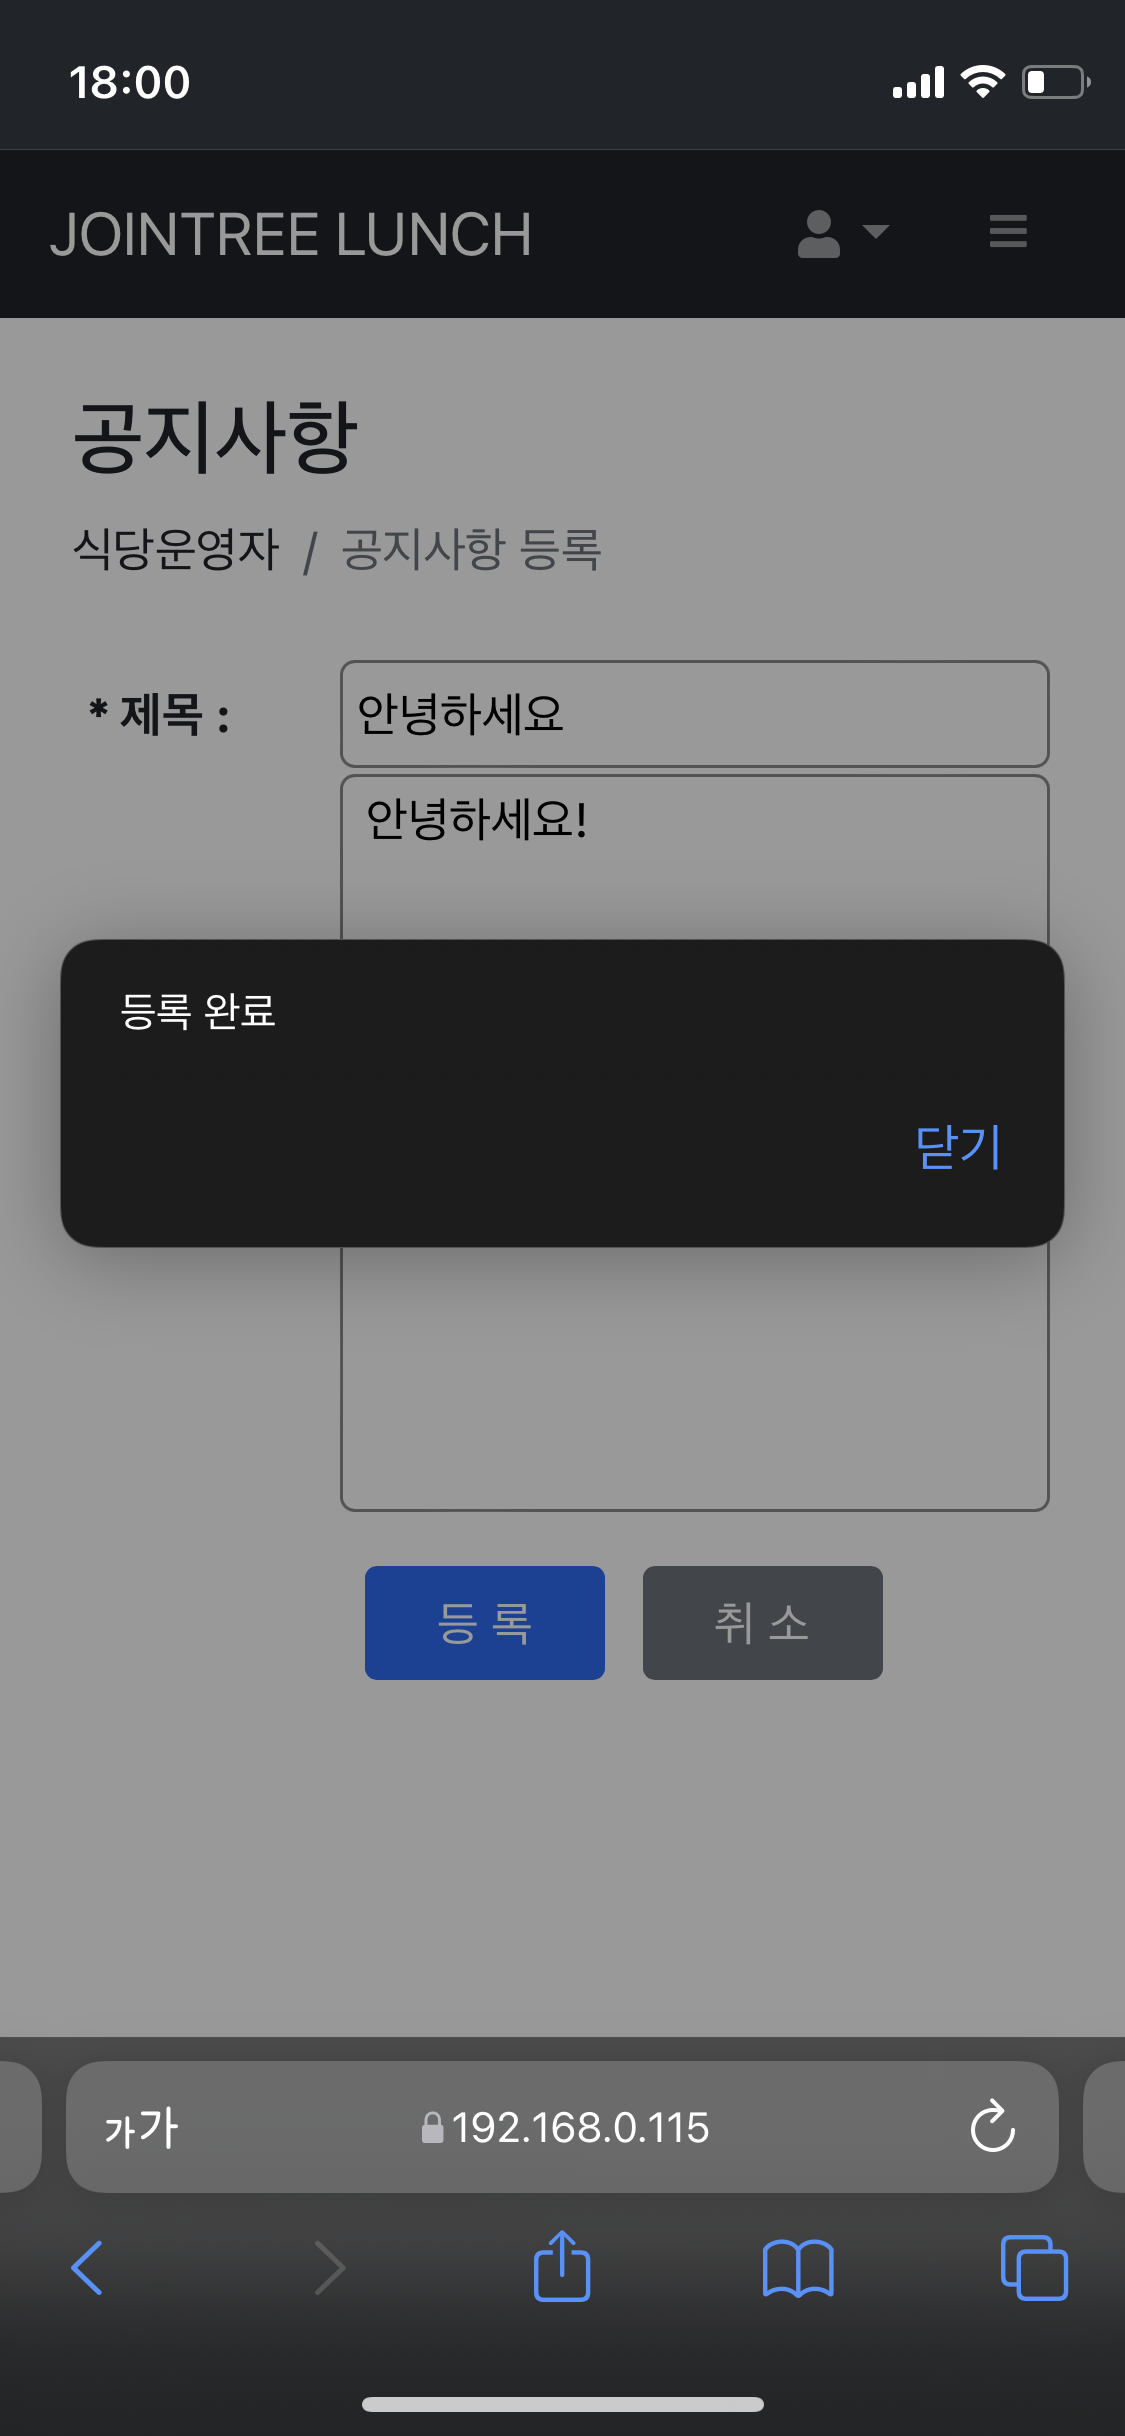 18:00
JOINTREE LUNCH
공지사항
식당운영자 / 공지사항 등록
* 제목 :
안녕하세요
안녕하세요!
등록 완료
닫기
등 록
취 소
가가
192.168.0.115